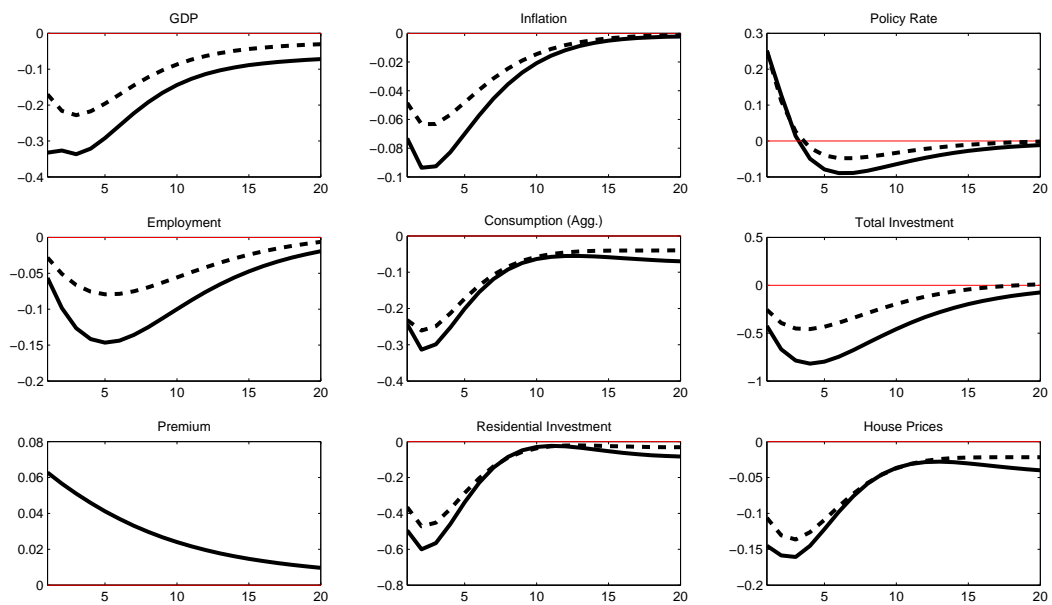 GDP
0
−0.1
−0.2
−0.3
−0.4
5 10 15 20
Inflation
0
−0.02
−0.04
−0.06
−0.08
−0.1
5 10 15 20
Policy Rate
0.3
0.2
0.1
0
−0.1
5 10 15 20
Employment
0
−0.05
−0.1
−0.15
−0.2
5 10 15 20
Consumption (Agg.)
0
−0.1
−0.2
−0.3
−0.4
5 10 15 20
Total Investment
0.5
0
−0.5
−1
5 10 15 20
Premium
0.08
0.06
0.04
0.02
0
5 10 15 20
Residential Investment
0
−0.2
−0.4
−0.6
−0.8
5 10 15 20
House Prices
0
−0.05
−0.1
−0.15
−0.2
5 10 15 20